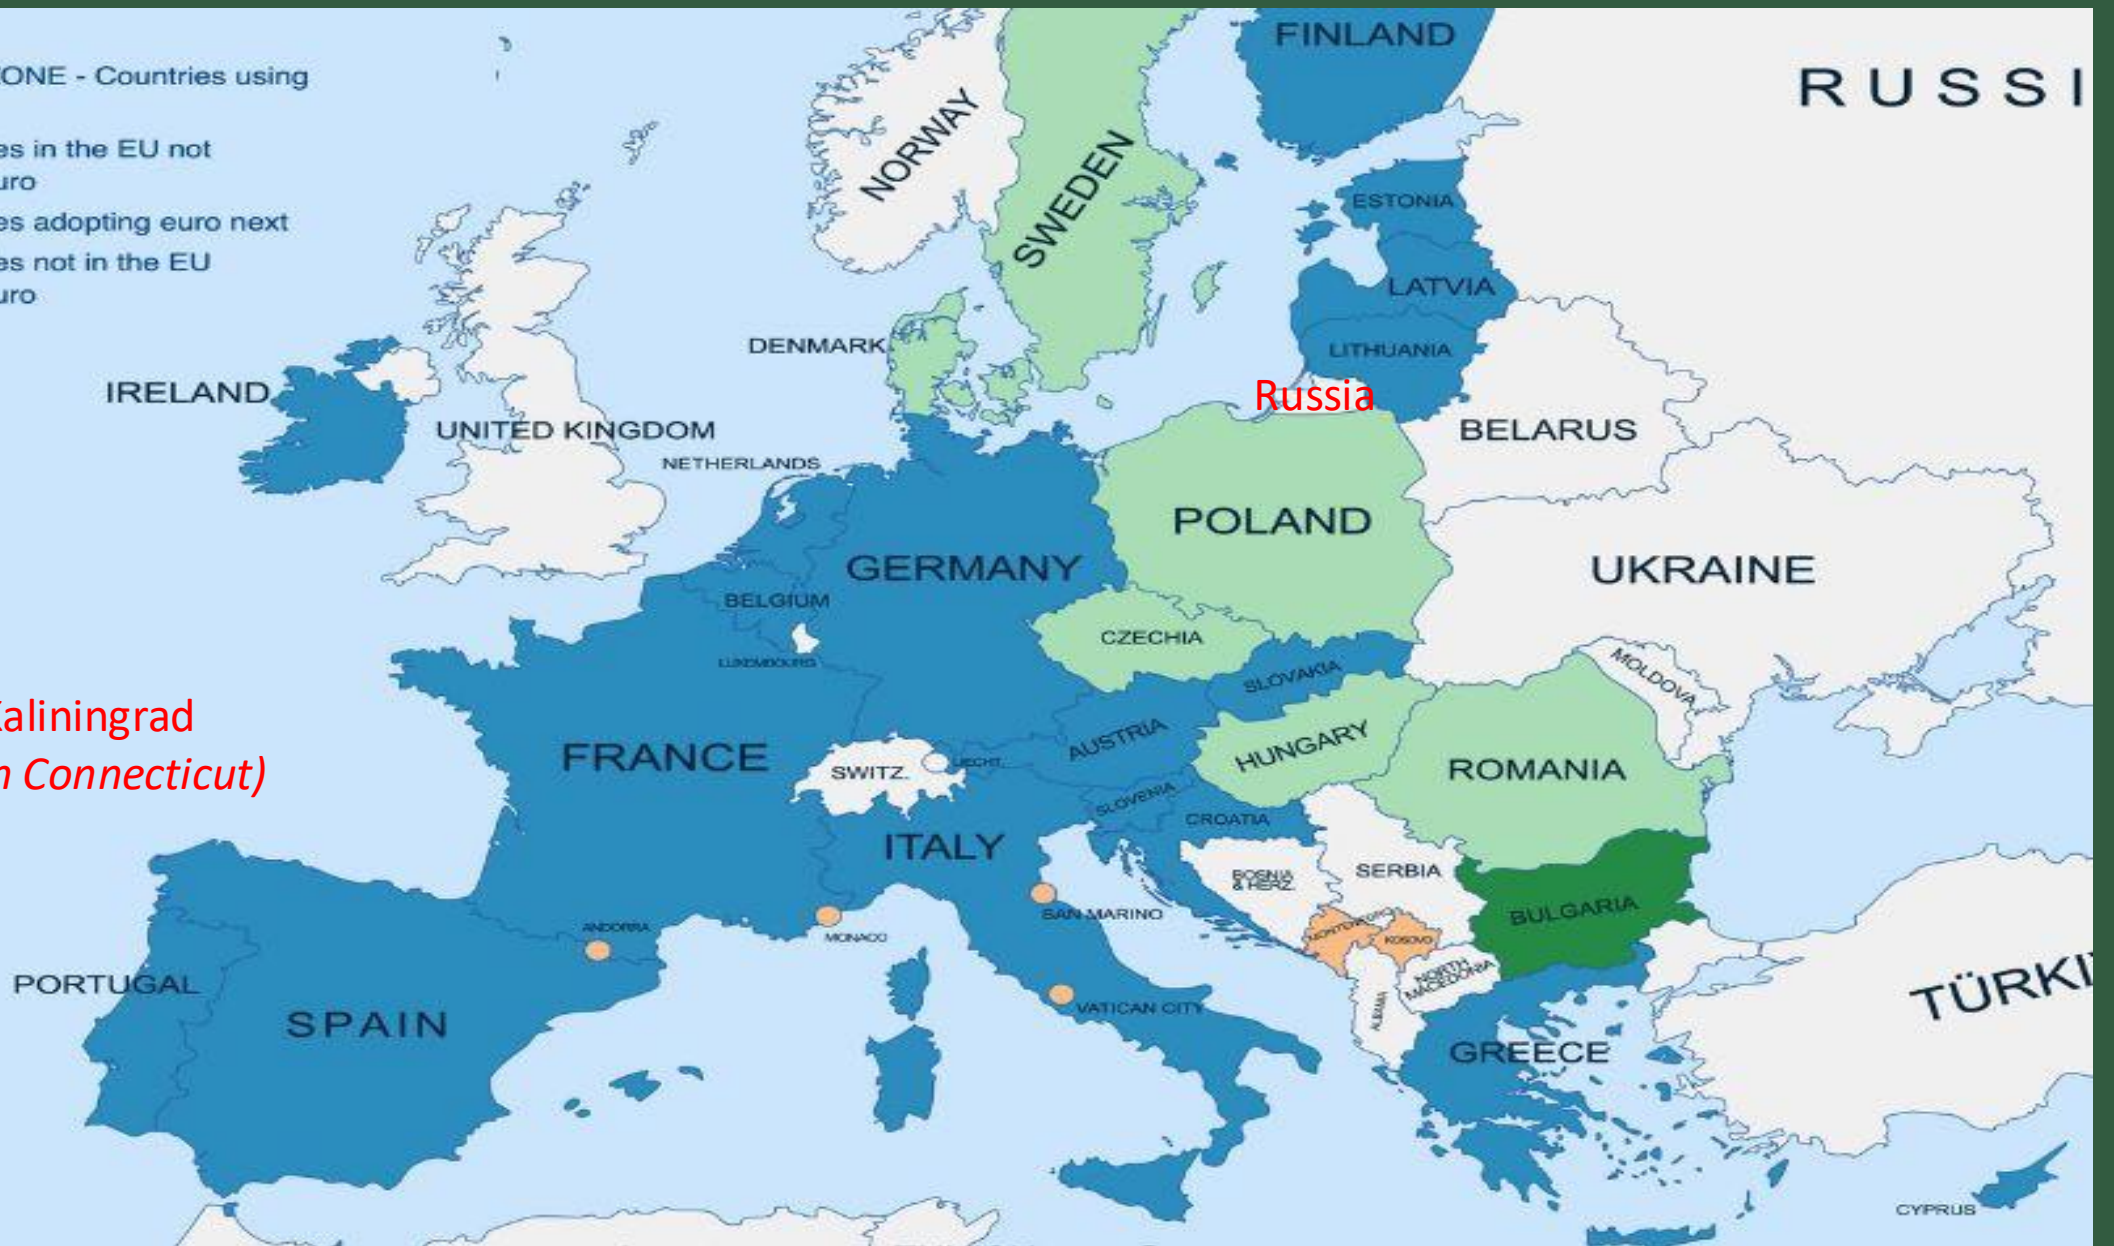 ONE - Countries using
es in the EU not
uro
es adopting euro next
es not in the EU
uro
FINLAND
RUSSI
NORWAY
SWEDEN
ESTONIA
LATVIA
DENMARK
LITHUANIA
IRELAND
Russia
UNITED KINGDOM
BELARUS
NETHERLANDS
POLAND
GERMANY
UKRAINE
BELGIUM
CZECHIA
LUXEMBOURG
SLOVAKIA
MOLDOVA
Kaliningrad
n Connecticut)
FRANCE
SWITZ.
LIECHT.
AUSTRIA
HUNGARY
ROMANIA
SLOVENIA
CROATIA
ITALY
BOSNIA
& HERZ.
SERBIA
SAN MARINO
BULGARIA
ANDORRA
MONACO
MONTENEGRO
KOSOVO
PORTUGAL
NORTH
MACEDONIA
TÜRKİ
SPAIN
VATICAN CITY
ALBANIA
GREECE
CYPRUS